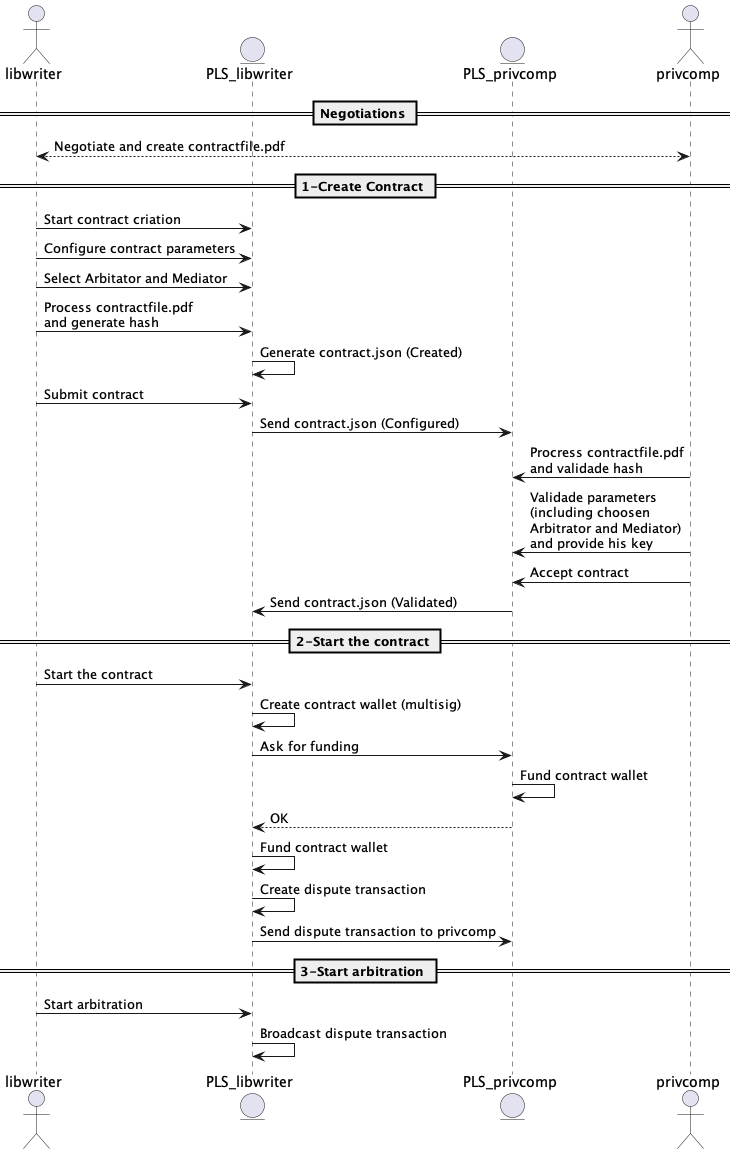 libwriter
PLS_libwriter
PLS_privcomp
privcomp
Negotiations
Negotiate and create contractfile.pdf
1-Create Contract
Start contract criation
Configure contract parameters
Select Arbitator and Mediator
Process contractfile.pdf
and generate hash
Generate contract.json (Created)
Submit contract
Send contract.json (Configured)
Procress contractfile.pdf
and validade hash
Validade parameters
(including choosen
Arbitrator and Mediator)
and provide his key
Accept contract
Send contract.json (Validated)
2-Start the contract
Start the contract
Create contract wallet (multisig)
Ask for funding
Fund contract wallet
OK
Fund contract wallet
Create dispute transaction
Send dispute transaction to privcomp
3-Start arbitration
Start arbitration
Broadcast dispute transaction
libwriter
PLS_libwriter
PLS_privcomp
privcomp